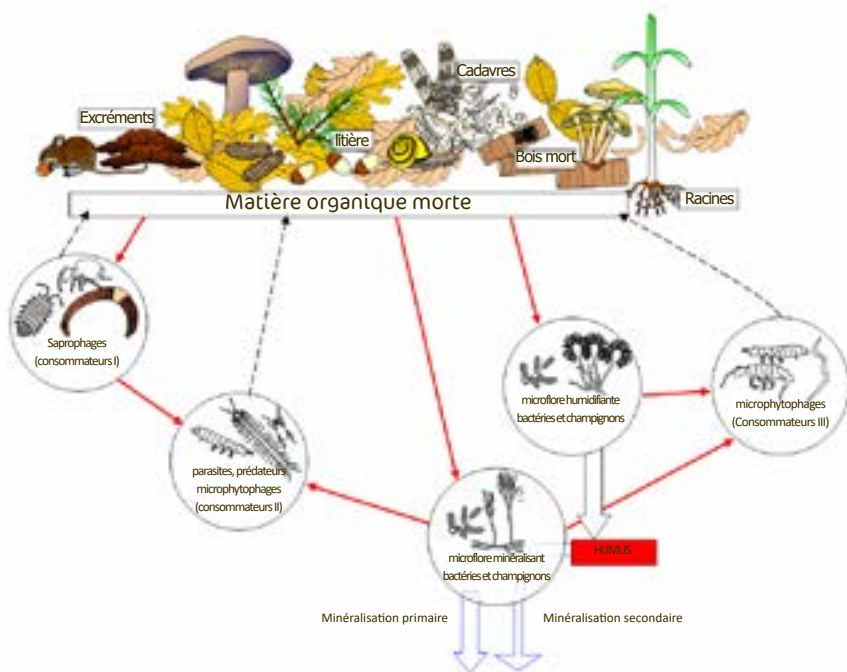 Cadavres
Excréments
litière
Bois mort
Matière organique morte
Racines
Saprophages
(consommateurs I)
microflore humidifiante
bactéries et champignons
microphytophages
(Consommateurs III)
parasites, prédateurs
microphytophages
(consommateurs II)
microflore minéralisant
bactéries et champignons
HUMUS
Minéralisation primaire
Minéralisation secondaire